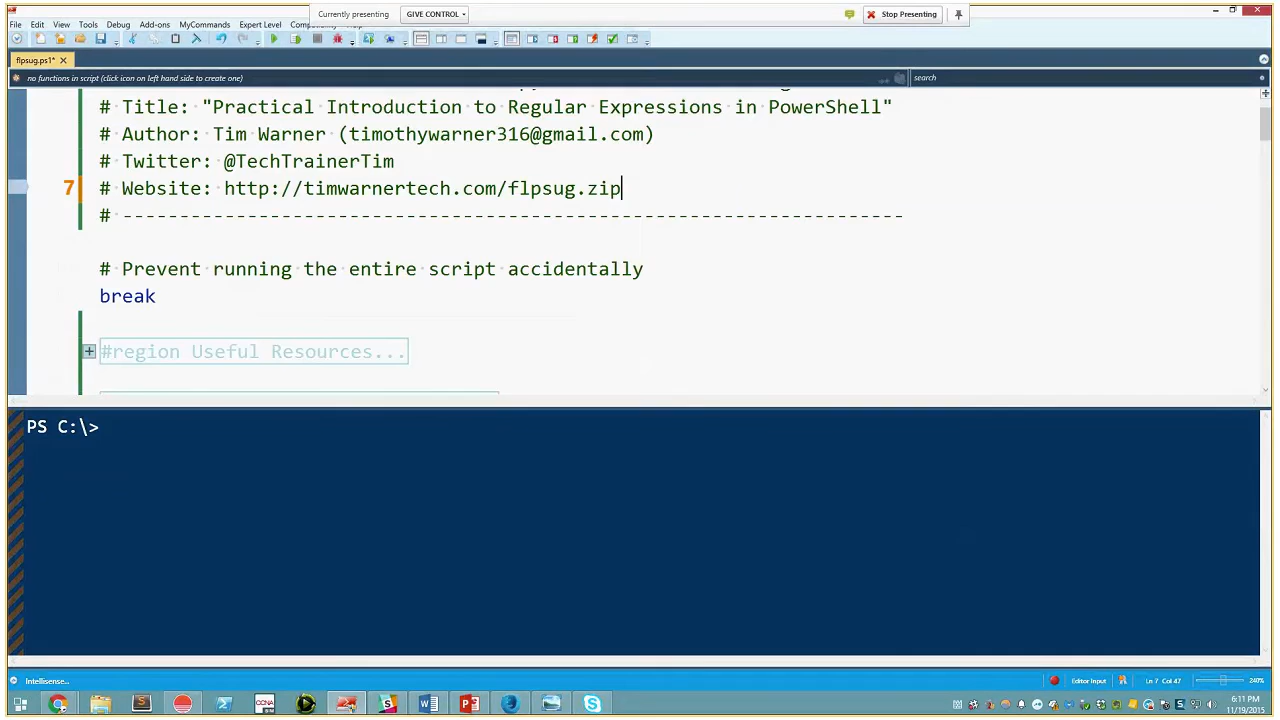 Currently presenting
GIVE CONTROL
Stop Presenting
File Edit View Tools Debug Add-ons MyCommands Expert Level
flpsug.ps1*
no functions in script (click icon on left hand side to create one)
search
# Title: "Practical Introduction to Regular Expressions in PowerShell"
# Author: Tim Warner (timothywarner316@gmail.com)
# Twitter: @TechTrainerTim
7 # Website: http://timwarnertech.com/flpsug.zip
# ---------------------------------------------------------------------
# Prevent running the entire script accidentally
break
#region Useful Resources...
PS C:\>
Intellisense...
Editor Input
Ln 7 Col 47
240%
CCNA
6:11 PM
11/19/2015